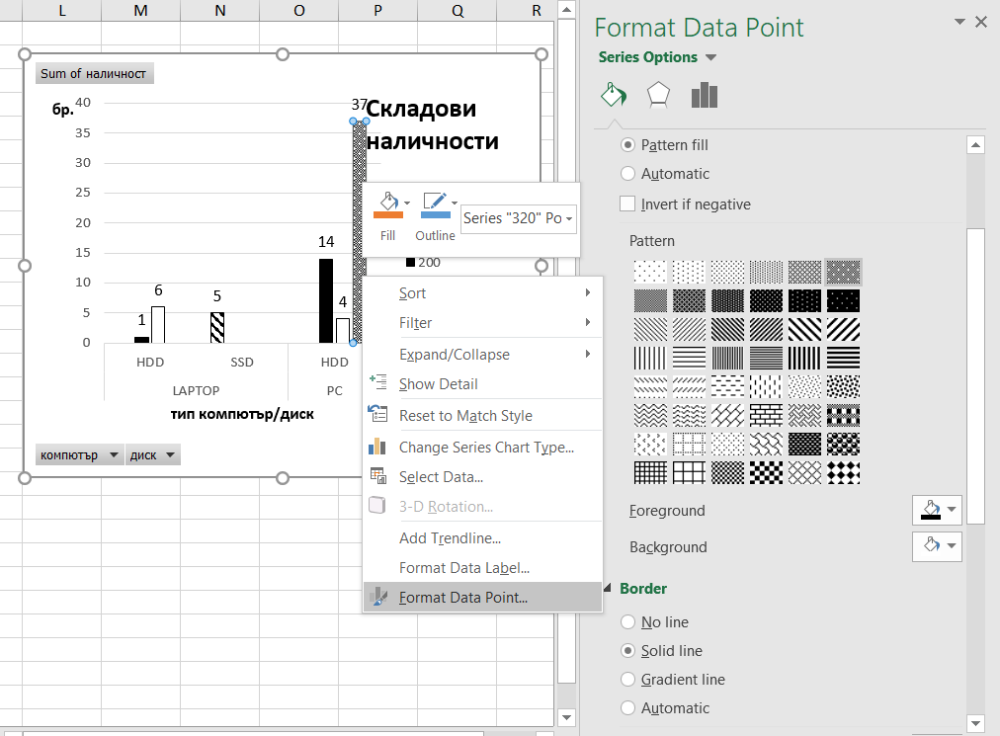 L M N O P Q R
Sum of наличност
бр.
40
35
30
25
20
15
10
5
0
37
Складови
наличности
14
6
5
4
1
200
HDD SSD HDD
LAPTOP PC
тип компютър/диск
компютър диск
Fill Outline Series "320" Po
Sort
Filter
Expand/Collapse
Show Detail
Reset to Match Style
Change Series Chart Type...
Select Data...
3-D Rotation...
Add Trendline...
Format Data Label...
Format Data Point...
Format Data Point
Series Options
Pattern fill
Automatic
Invert if negative
Pattern
Foreground
Background
Border
No line
Solid line
Gradient line
Automatic